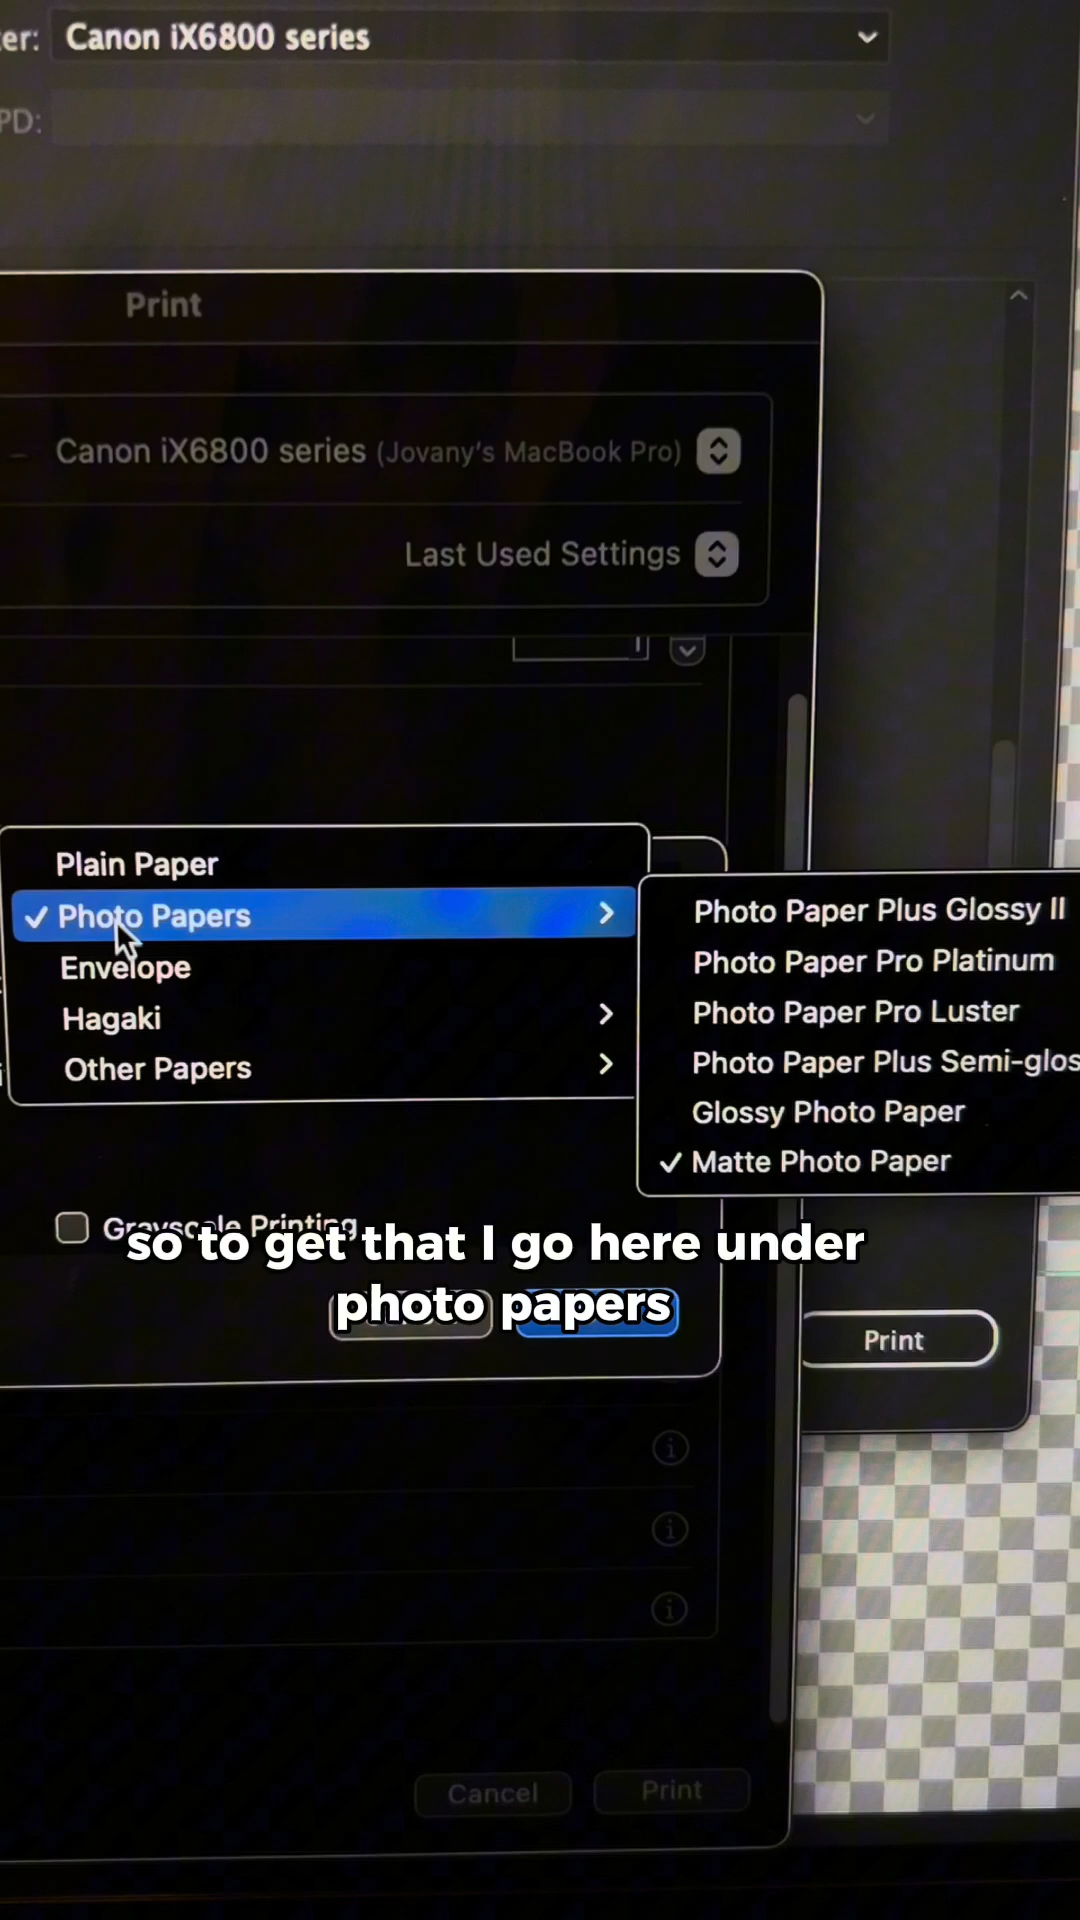 er: Canon iX6800 series
PD:
Print
Canon iX6800 series (Jovany's MacBook Pro)
Last Used Settings
Plain Paper
Photo Papers
Envelope
Hagaki
Other Papers
Photo Paper Plus Glossy II
Photo Paper Pro Platinum
Photo Paper Pro Luster
Photo Paper Plus Semi-glos
Glossy Photo Paper
Matte Photo Paper
Grayscale Printing
so to get that I go here under
photo papers
Print
Cancel
Print